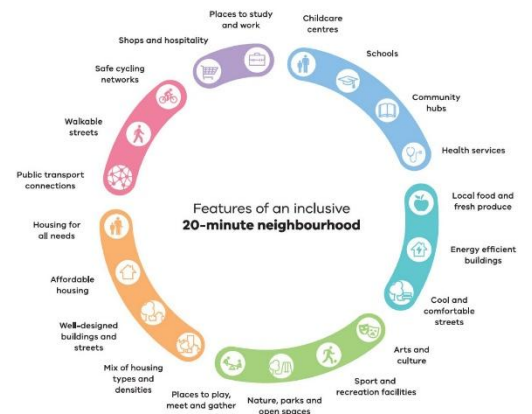 Features of an inclusive
20-minute neighbourhood
Childcare
centres
Schools
Community
hubs
Health services
Local food and
fresh produce
Energy efficient
buildings
Cool and
comfortable
streets
Arts and
culture
Sport and
recreation facilities
Nature, parks and
open spaces
Places to play,
meet and gather
Mix of housing
types and
densities
Well-designed
buildings and
streets
Affordable
housing
Housing for
all needs
Public transport
connections
Walkable
streets
Safe cycling
networks
Shops and hospitality
Places to study
and work